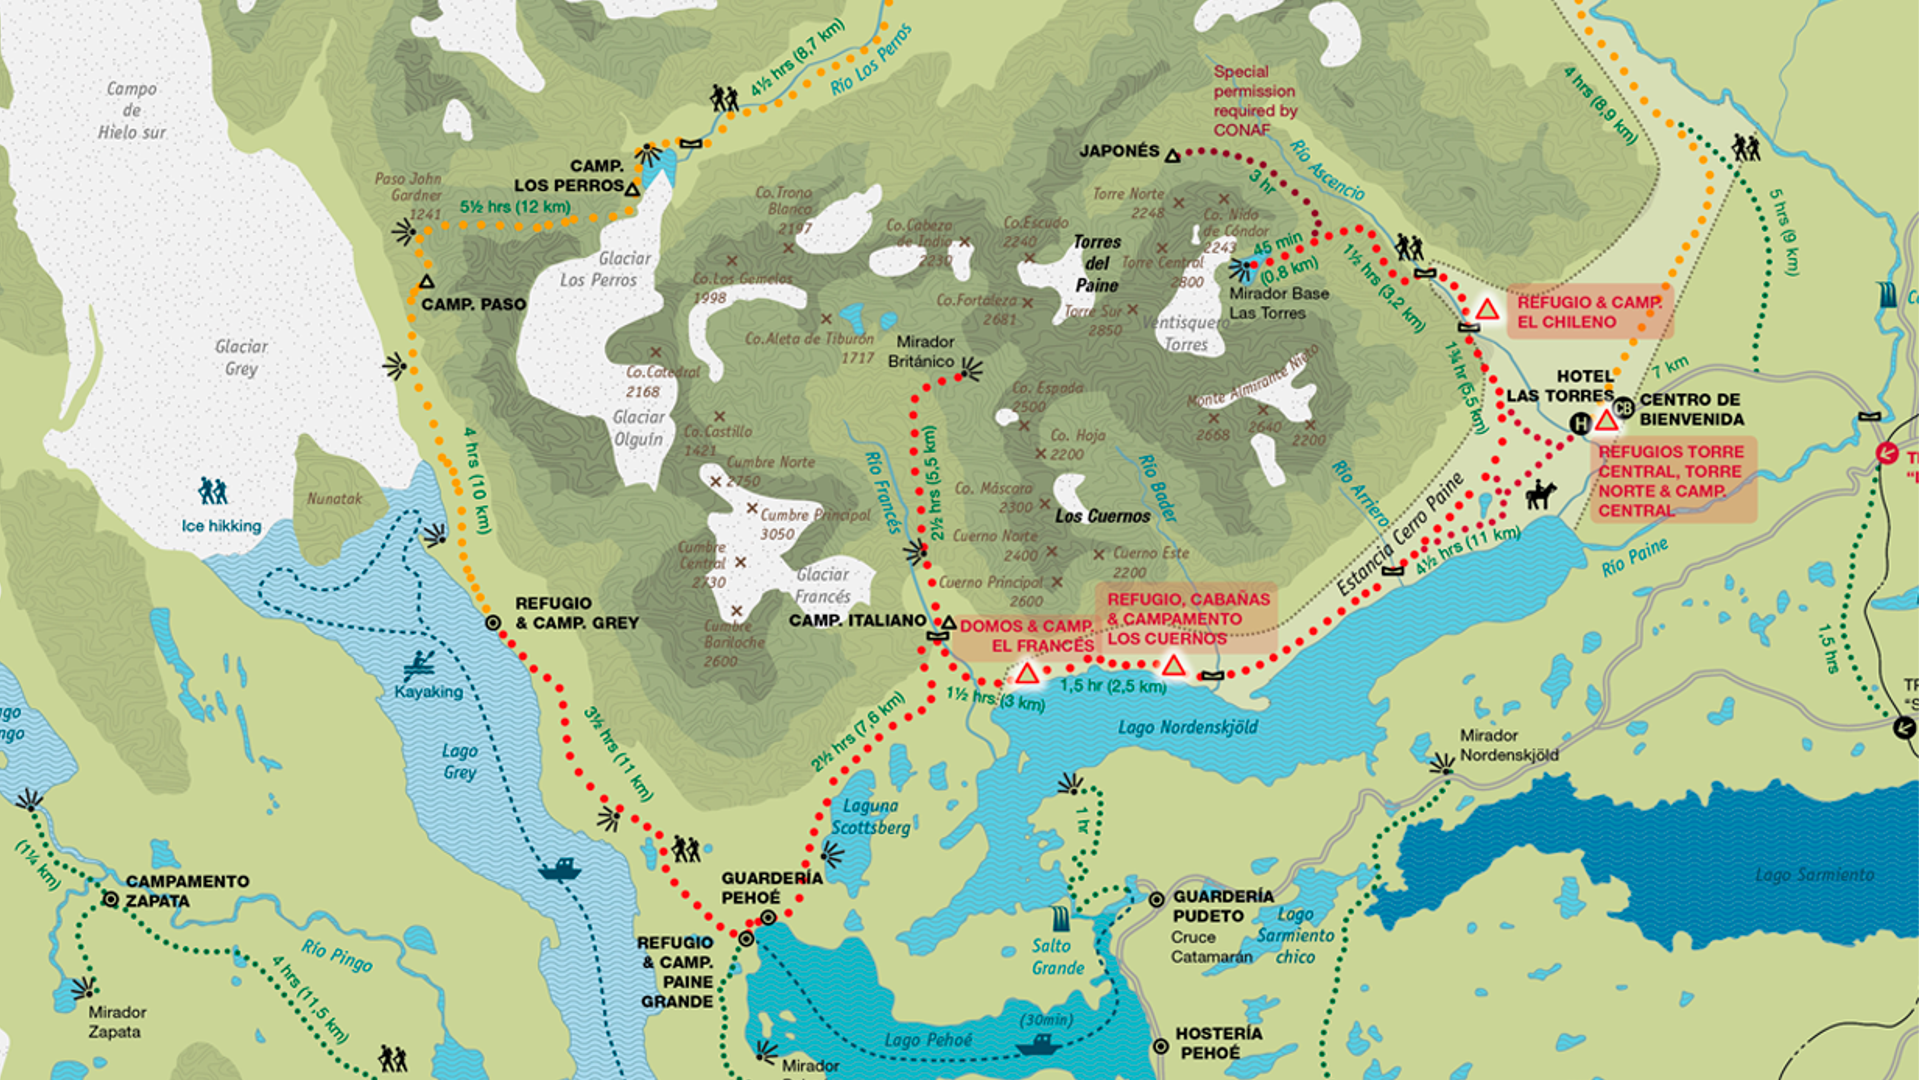 Campo
de
Hielo sur
4½ hrs (8,7 km)
Río Los Perros
Special
permission
required by
CONAF
4 hrs (8,9 km)
CAMP.
LOS PERROS
JAPONÉS
3 hr
Río Ascencio
Paso John
Gardner
1241
5½ hrs (12 km)
Co.Trono
Blanco
2197
Torre Norte
2248
Co. Nido
de Cóndor
2243
5 hrs (9 km)
Co.Cabeza
de Indio
2230
Co.Escudo
2240
Torres
del
Paine
Torre Central
2800
45 min
(0,8 km)
1½ hrs (3,2 km)
Glaciar
Los Perros
Co.Los Gemelos
1998
CAMP. PASO
Co.Fortaleza
2681
Torre Sur
2850
Mirador Base
Las Torres
REFUGIO & CAMP.
EL CHILENO
Ventisquero
Torres
Co.Aleta de Tiburón
1717
Mirador
Británico
Glaciar
Grey
Co.Catedral
2168
Monte Almirante Nieto
2668
2640
2200
1¾ hr (5,5 km)
7 km
HOTEL
LAS TORRES
H
CB
CENTRO DE
BIENVENIDA
Co. Espada
2500
Glaciar
Olguín
Co.Castillo
1421
Co. Hoja
2200
REFUGIOS TORRE
CENTRAL, TORRE
NORTE & CAMP.
CENTRAL
4 hrs (10 km)
Cumbre Norte
2750
Río Francés
2½ hrs (5,5 km)
Río Bader
Río Arriero
Nunatak
Co. Máscara
2300
Los Cuernos
Estancia Cerro Paine
Cumbre Principal
3050
Ice hikking
Cuerno Norte
2400
Cuerno Este
2200
4½ hrs (11 km)
Río Paine
Cumbre
Central
2730
Glaciar
Francés
Cuerno Principal
2600
REFUGIO, CABAÑAS
& CAMPAMENTO
LOS CUERNOS
REFUGIO
& CAMP. GREY
CAMP. ITALIANO
DOMOS & CAMP.
EL FRANCÉS
Cumbre
Bariloche
2600
1,5 hrs
Kayaking
1½ hrs (3 km)
1,5 hr (2,5 km)
Lago Nordenskjöld
3½ hrs (11 km)
2½ hrs (7,6 km)
Lago
Grey
Mirador
Nordenskjöld
Laguna
Scottsberg
1 hr
(1¼ km)
CAMPAMENTO
ZAPATA
GUARDERÍA
PEHOÉ
GUARDERÍA
PUDETO
Cruce
Catamarán
Lago
Sarmiento
chico
Lago Sarmiento
Río Pingo
REFUGIO
& CAMP.
PAINE
GRANDE
Salto
Grande
4 hrs (11,5 km)
Mirador
Zapata
(30min)
Lago Pehoé
HOSTERÍA
PEHOÉ
Mirador